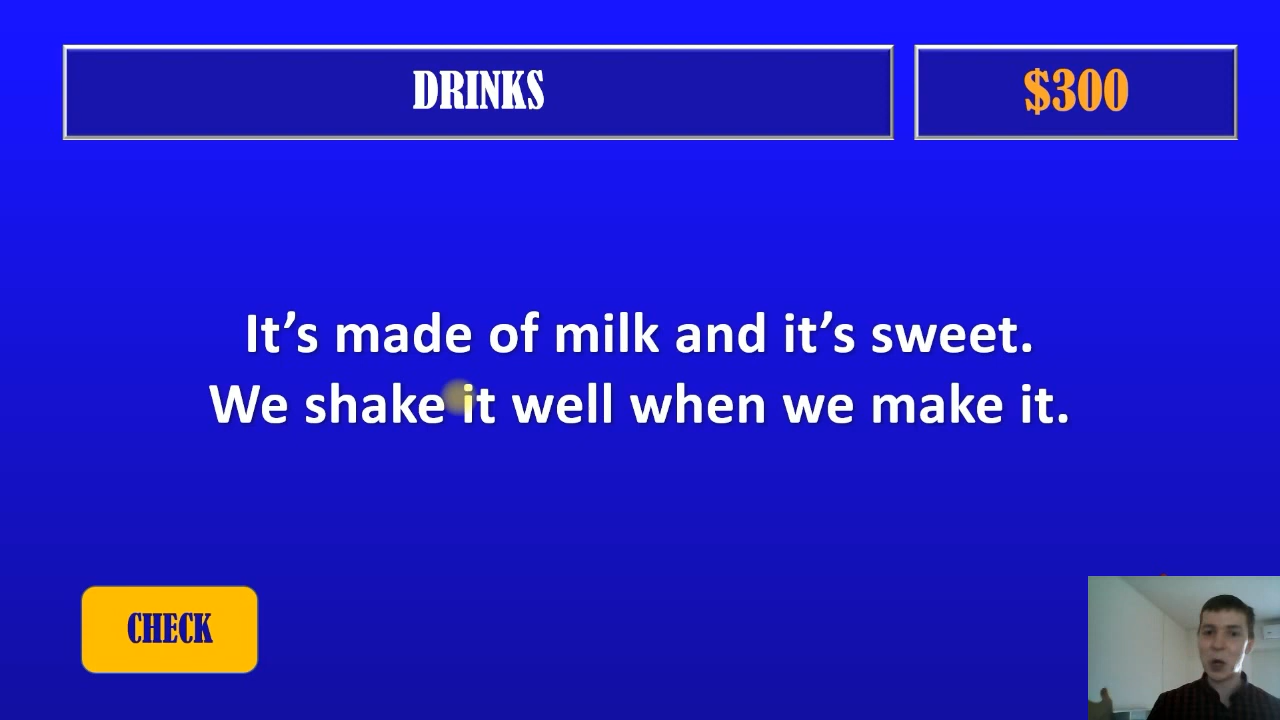 DRINKS
$300
It’s made of milk and it’s sweet.
We shake it well when we make it.
CHECK